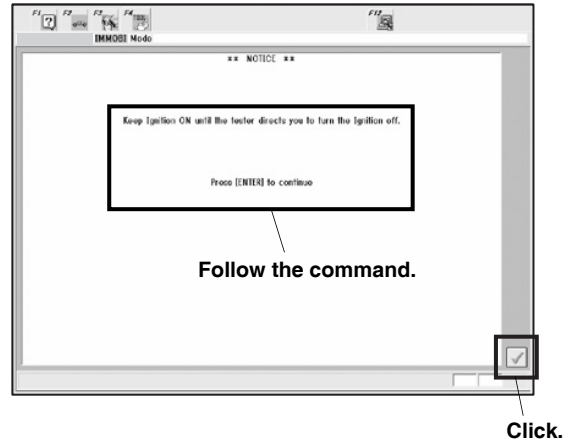 F1 F2 F3 F4 F12
IMMOBI Mode
** NOTICE **
Keep Ignition ON until the tester directs you to turn the Ignition off.
Press [ENTER] to continue
Follow the command.
Click.